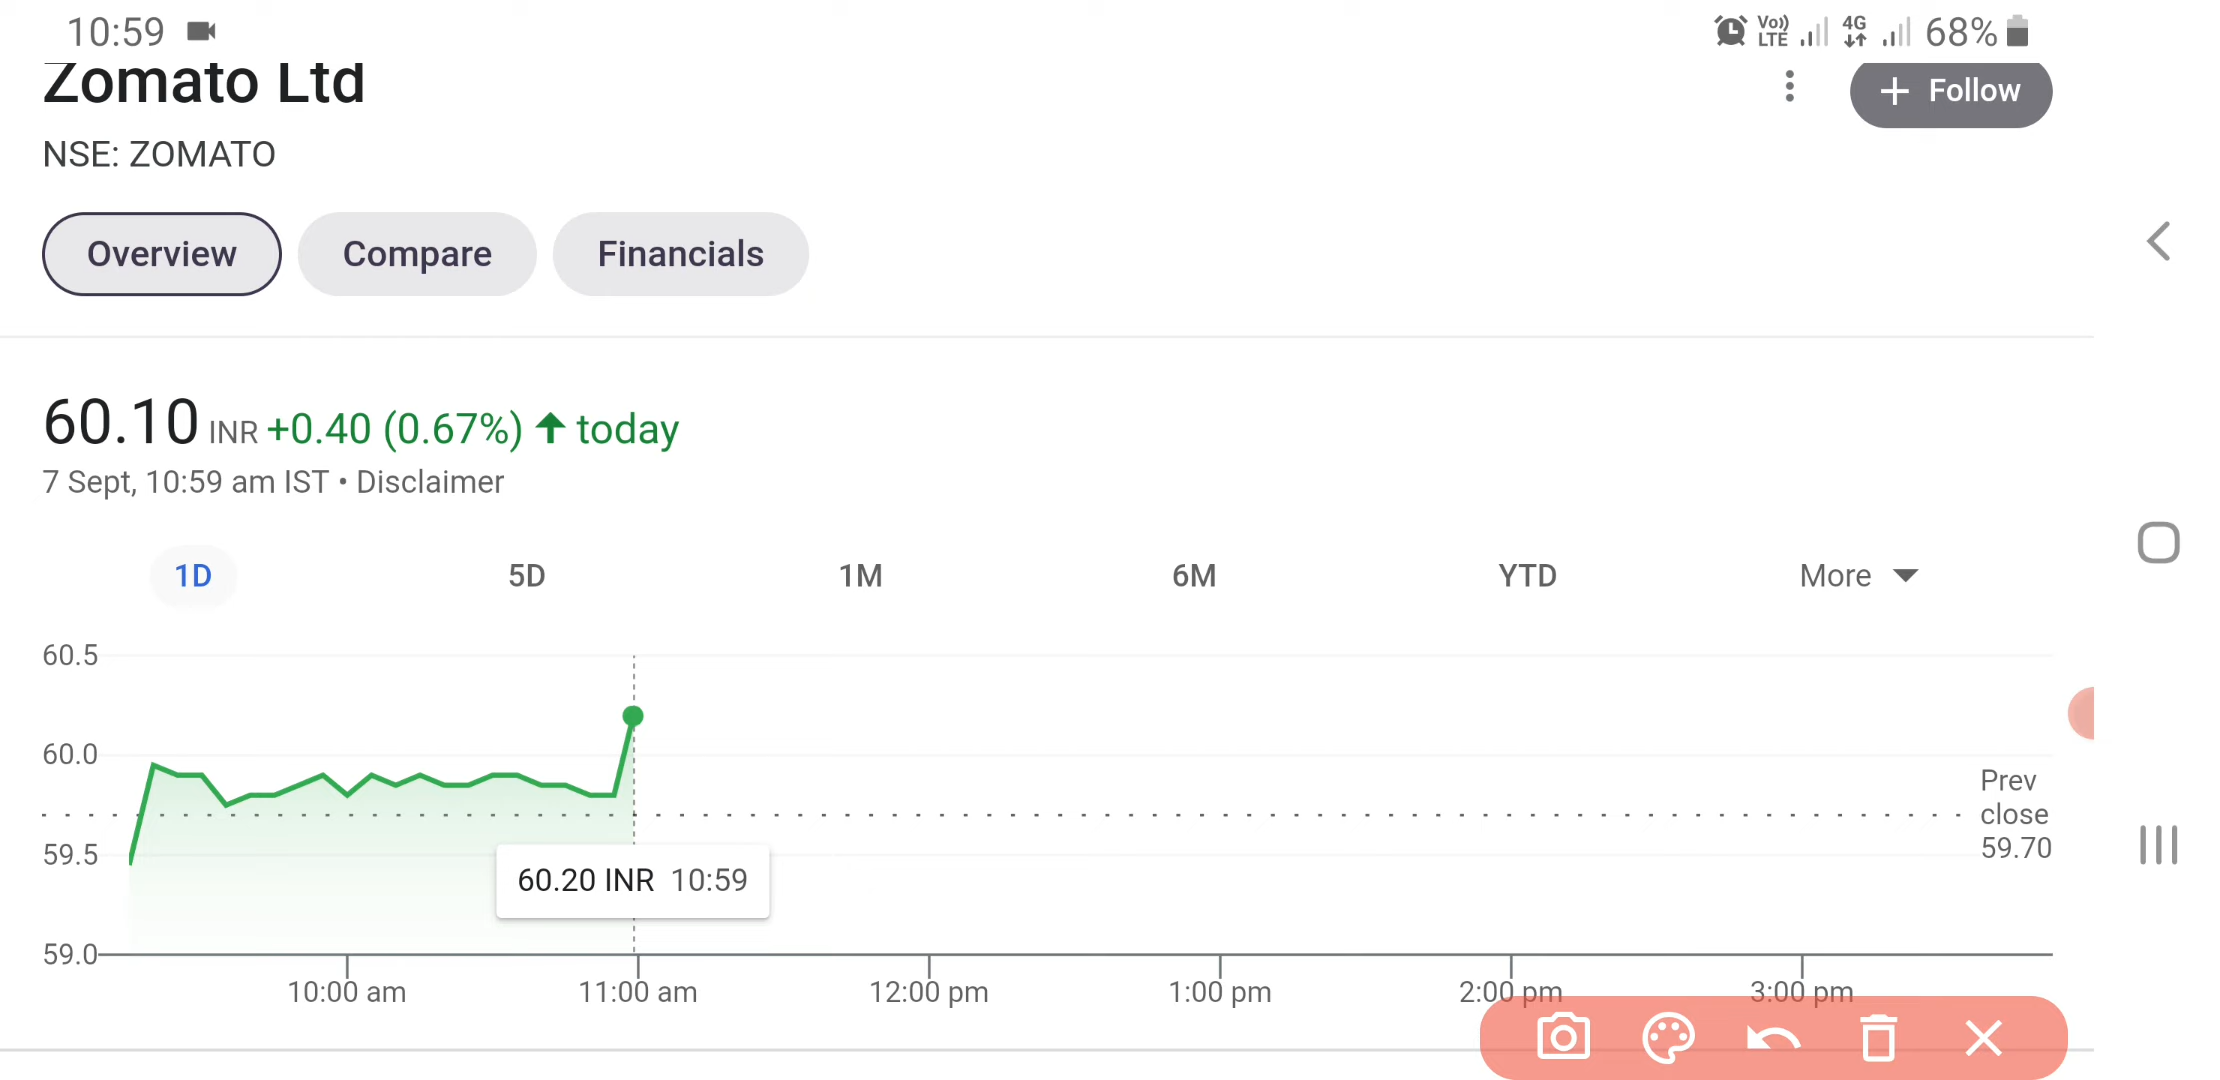 10:59
Vo)) LTE 4G 68%
Zomato Ltd
+ Follow
NSE: ZOMATO
Overview Compare Financials
60.10 INR +0.40 (0.67%) ↑ today
7 Sept, 10:59 am IST • Disclaimer
1D 5D 1M 6M YTD More
60.5
60.0
Prev
close
59.70
59.5
60.20 INR 10:59
59.0
10:00 am 11:00 am 12:00 pm 1:00 pm 2:00 pm 3:00 pm